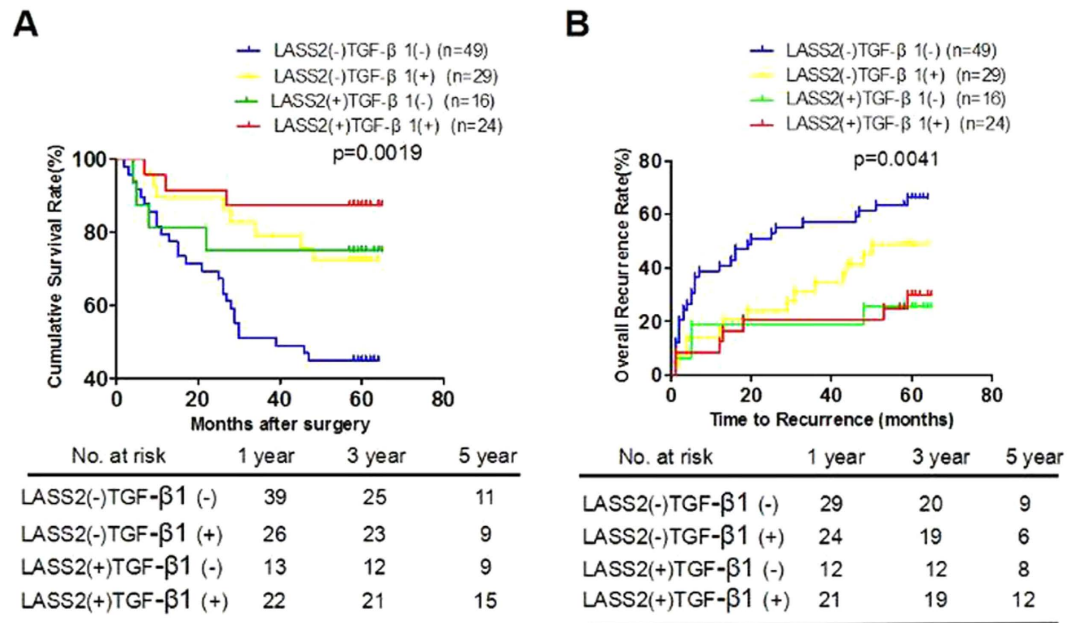 A
LASS2(-)TGF-β 1(-) (n=49)
LASS2(-)TGF-β 1(+) (n=29)
LASS2(+)TGF-β 1(-) (n=16)
LASS2(+)TGF-β 1(+) (n=24)
p=0.0019
Cumulative Survival Rate(%)
100
80
60
40
0 20 40 60 80
Months after surgery
No. at risk 1 year 3 year 5 year
LASS2(-)TGF-β1 (-) 39 25 11
LASS2(-)TGF-β1 (+) 26 23 9
LASS2(+)TGF-β1 (-) 13 12 9
LASS2(+)TGF-β1 (+) 22 21 15
B
LASS2(-)TGF-β 1(-) (n=49)
LASS2(-)TGF-β 1(+) (n=29)
LASS2(+)TGF-β 1(-) (n=16)
LASS2(+)TGF-β 1(+) (n=24)
p=0.0041
Overall Recurrence Rate(%)
80
60
40
20
0
0 20 40 60 80
Time to Recurrence (months)
No. at risk 1 year 3 year 5 year
LASS2(-)TGF-β1 (-) 29 20 9
LASS2(-)TGF-β1 (+) 24 19 6
LASS2(+)TGF-β1 (-) 12 12 8
LASS2(+)TGF-β1 (+) 21 19 12